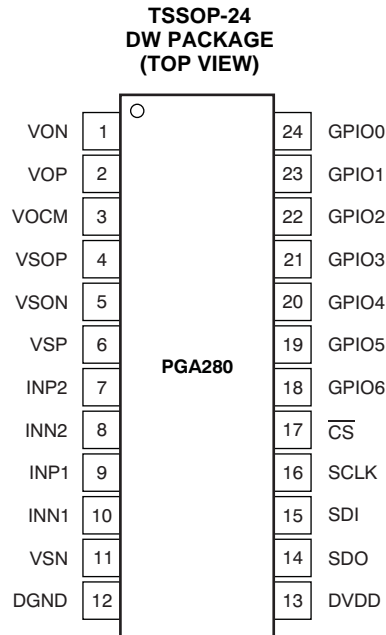 TSSOP-24
DW PACKAGE
(TOP VIEW)
VON 1 24 GPIO0
VOP 2 23 GPIO1
VOCM 3 22 GPIO2
VSOP 4 21 GPIO3
VSON 5 20 GPIO4
VSP 6 19 GPIO5
PGA280
INP2 7 18 GPIO6
INN2 8 17 CS
INP1 9 16 SCLK
INN1 10 15 SDI
VSN 11 14 SDO
DGND 12 13 DVDD